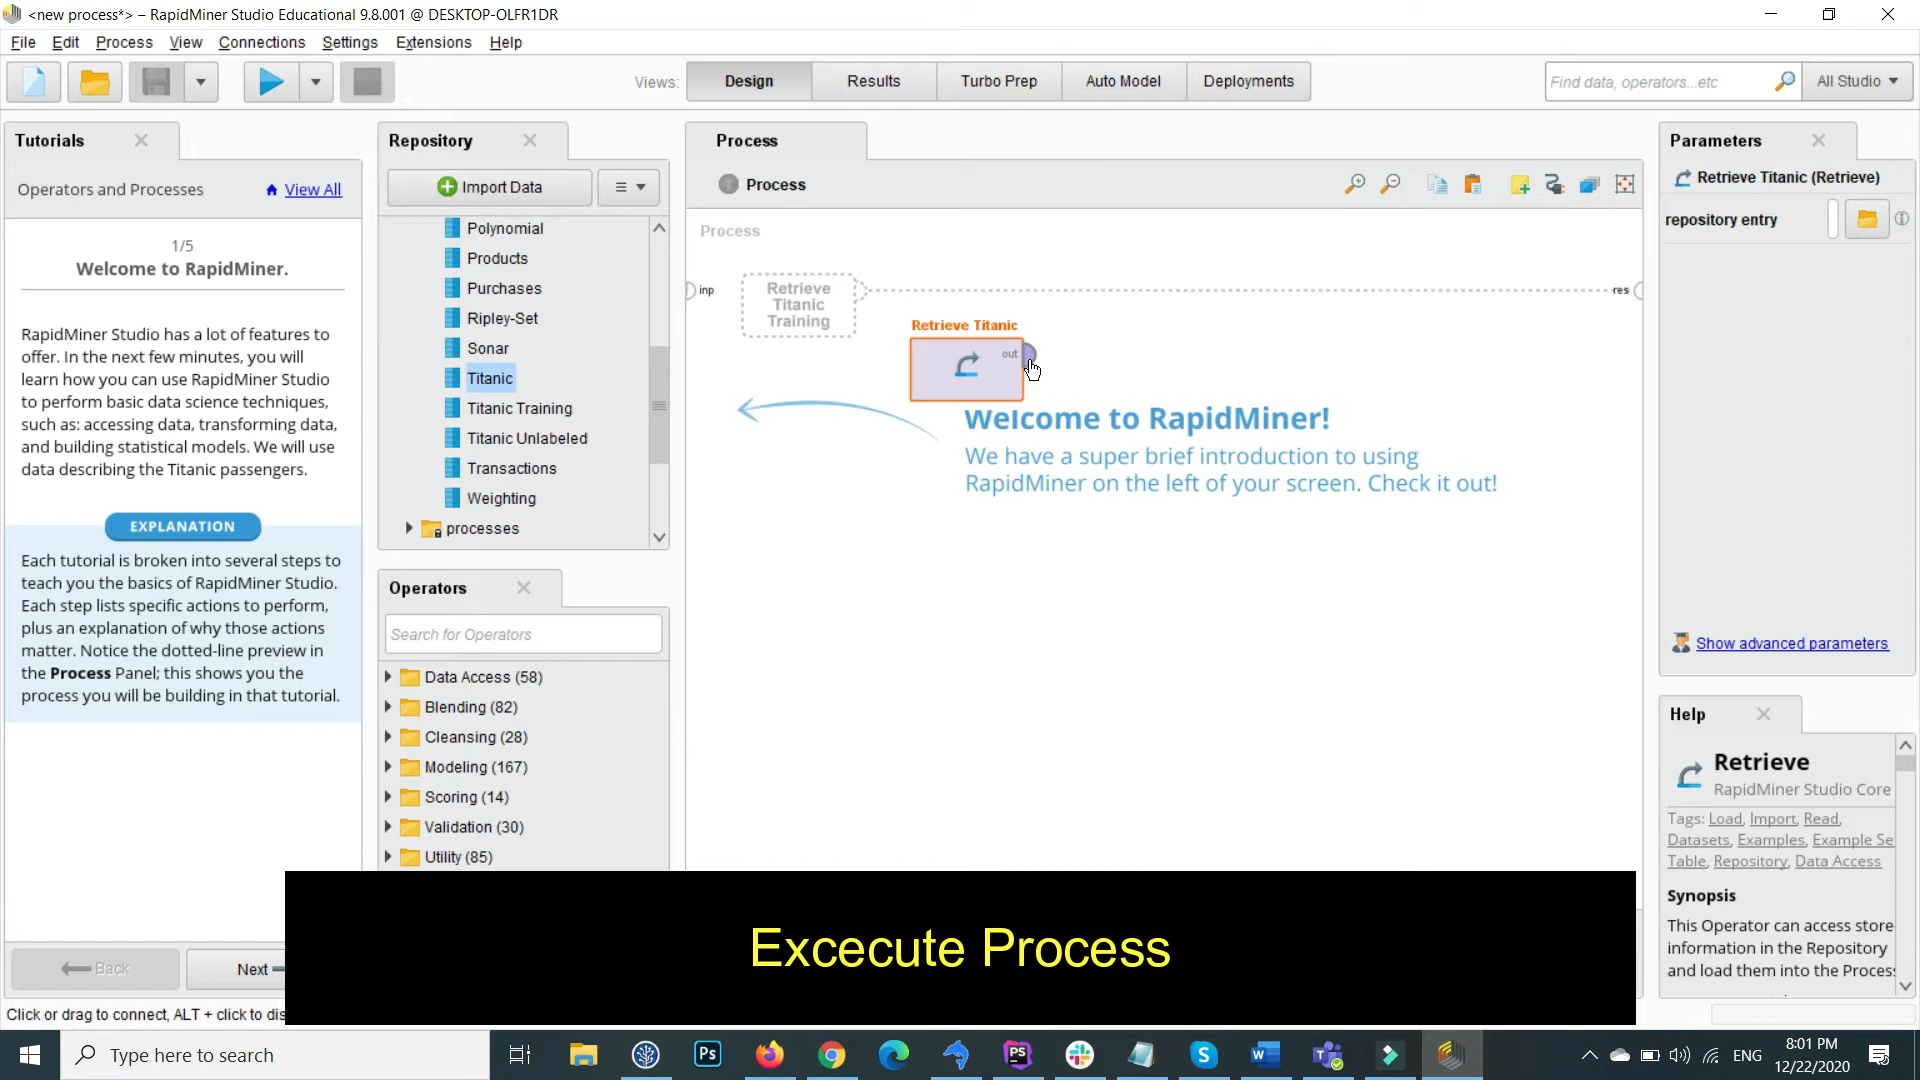 <new process*> – RapidMiner Studio Educational 9.8.001 @ DESKTOP-OLFR1DR
File Edit Process View Connections Settings Extensions Help
Views: Design Results Turbo Prep Auto Model Deployments
Find data, operators...etc All Studio
Tutorials
Operators and Processes View All
1/5
Welcome to RapidMiner.
RapidMiner Studio has a lot of features to
offer. In the next few minutes, you will
learn how you can use RapidMiner Studio
to perform basic data science techniques,
such as: accessing data, transforming data,
and building statistical models. We will use
data describing the Titanic passengers.
EXPLANATION
Each tutorial is broken into several steps to
teach you the basics of RapidMiner Studio.
Each step lists specific actions to perform,
plus an explanation of why those actions
matter. Notice the dotted-line preview in
the Process Panel; this shows you the
process you will be building in that tutorial.
Back Next
Click or drag to connect, ALT + click to dis
Repository
Import Data
Polynomial
Products
Purchases
Ripley-Set
Sonar
Titanic
Titanic Training
Titanic Unlabeled
Transactions
Weighting
processes
Operators
Search for Operators
Data Access (58)
Blending (82)
Cleansing (28)
Modeling (167)
Scoring (14)
Validation (30)
Utility (85)
Process
Process
Process
inp
Retrieve
Titanic
Training
res
Retrieve Titanic
out
Welcome to RapidMiner!
We have a super brief introduction to using
RapidMiner on the left of your screen. Check it out!
Parameters
Retrieve Titanic (Retrieve)
repository entry
Show advanced parameters
Help
Retrieve
RapidMiner Studio Core
Tags: Load, Import, Read,
Datasets, Examples, Example Se
Table, Repository, Data Access
Synopsis
This Operator can access store
information in the Repository
and load them into the Process
Excecute Process
Type here to search
Ps
PS
S
W
T
ENG
8:01 PM
12/22/2020